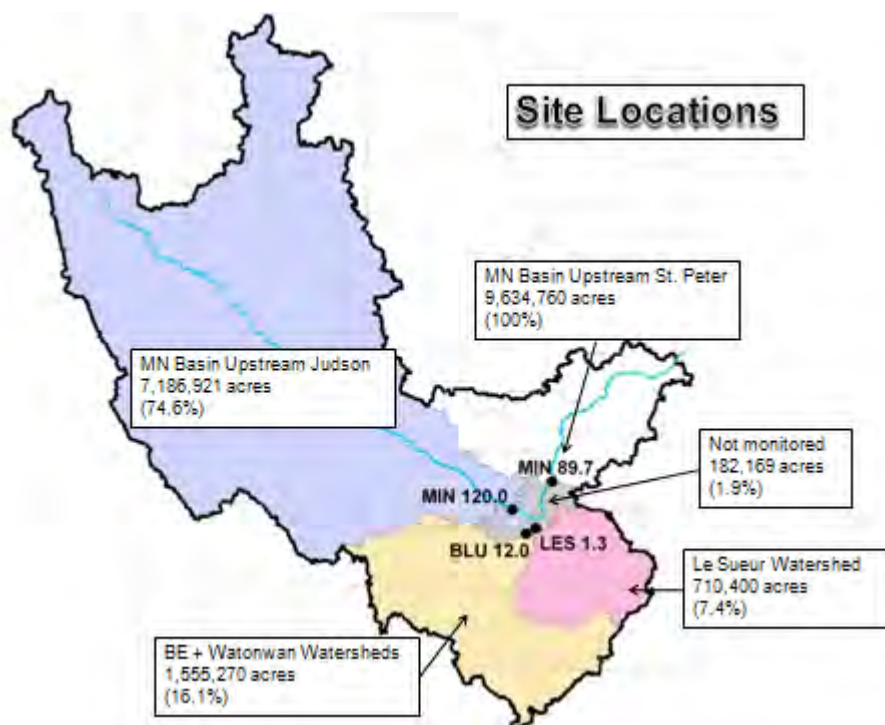 Site Locations
MN Basin Upstream St. Peter
9,634,760 acres
(100%)
MN Basin Upstream Judson
7,186,921 acres
(74.6%)
Not monitored
182,169 acres
(1.9%)
MIN 89.7
MIN 120.0
BLU 12.0
LES 1.3
Le Sueur Watershed
710,400 acres
(7.4%)
BE + Watonwan Watersheds
1,555,270 acres
(16.1%)